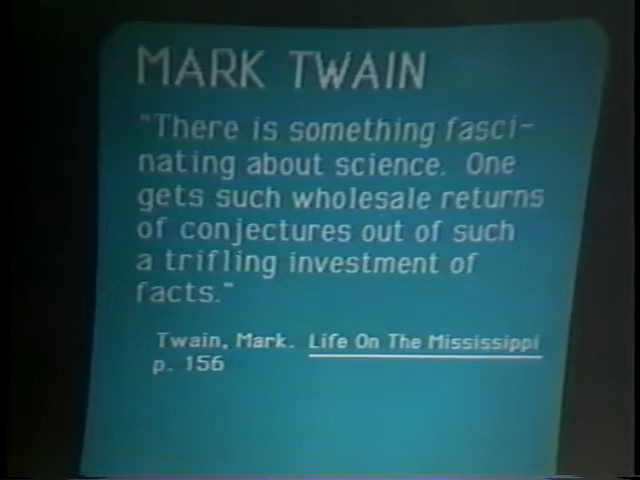 MARK TWAIN
"There is something fasci-
nating about science. One
gets such wholesale returns
of conjectures out of such
a trifling investment of
facts."
Twain, Mark. Life On The Mississippi
p. 156